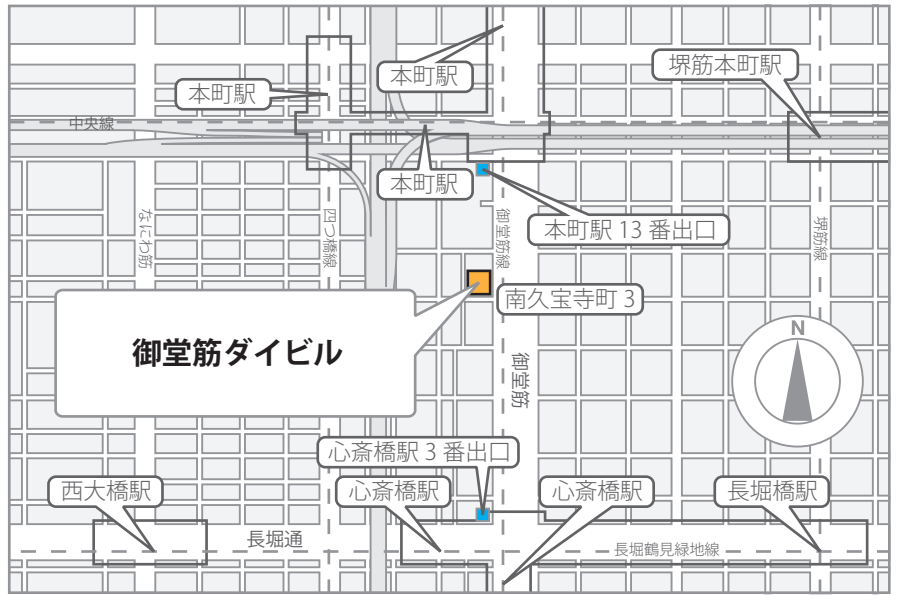 本町駅
本町駅
堺筋本町駅
中央線
本町駅
本町駅 13 番出口
なにわ筋
四つ橋線
御堂筋線
堺筋線
南久宝寺町 3
御堂筋ダイビル
N
御堂筋
心斎橋駅 3 番出口
西大橋駅
心斎橋駅
心斎橋駅
長堀橋駅
長堀通
長堀鶴見緑地線